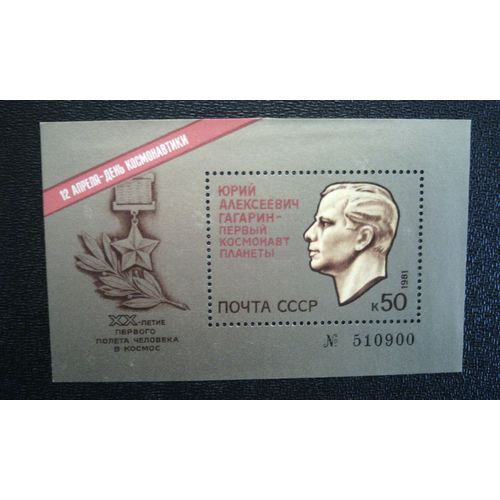 12 АПРЕЛЯ-ДЕНЬ КОСМОНАВТИКИ
ЮРИЙ
АЛЕКСЕЕВИЧ
ГАГАРИН-
ПЕРВЫЙ
КОСМОНАВТ
ПЛАНЕТЫ
1981
ПОЧТА СССР
К50
XX-ЛЕТИЕ
ПЕРВОГО
ПОЛЕТА ЧЕЛОВЕКА
В КОСМОС
№ 510900